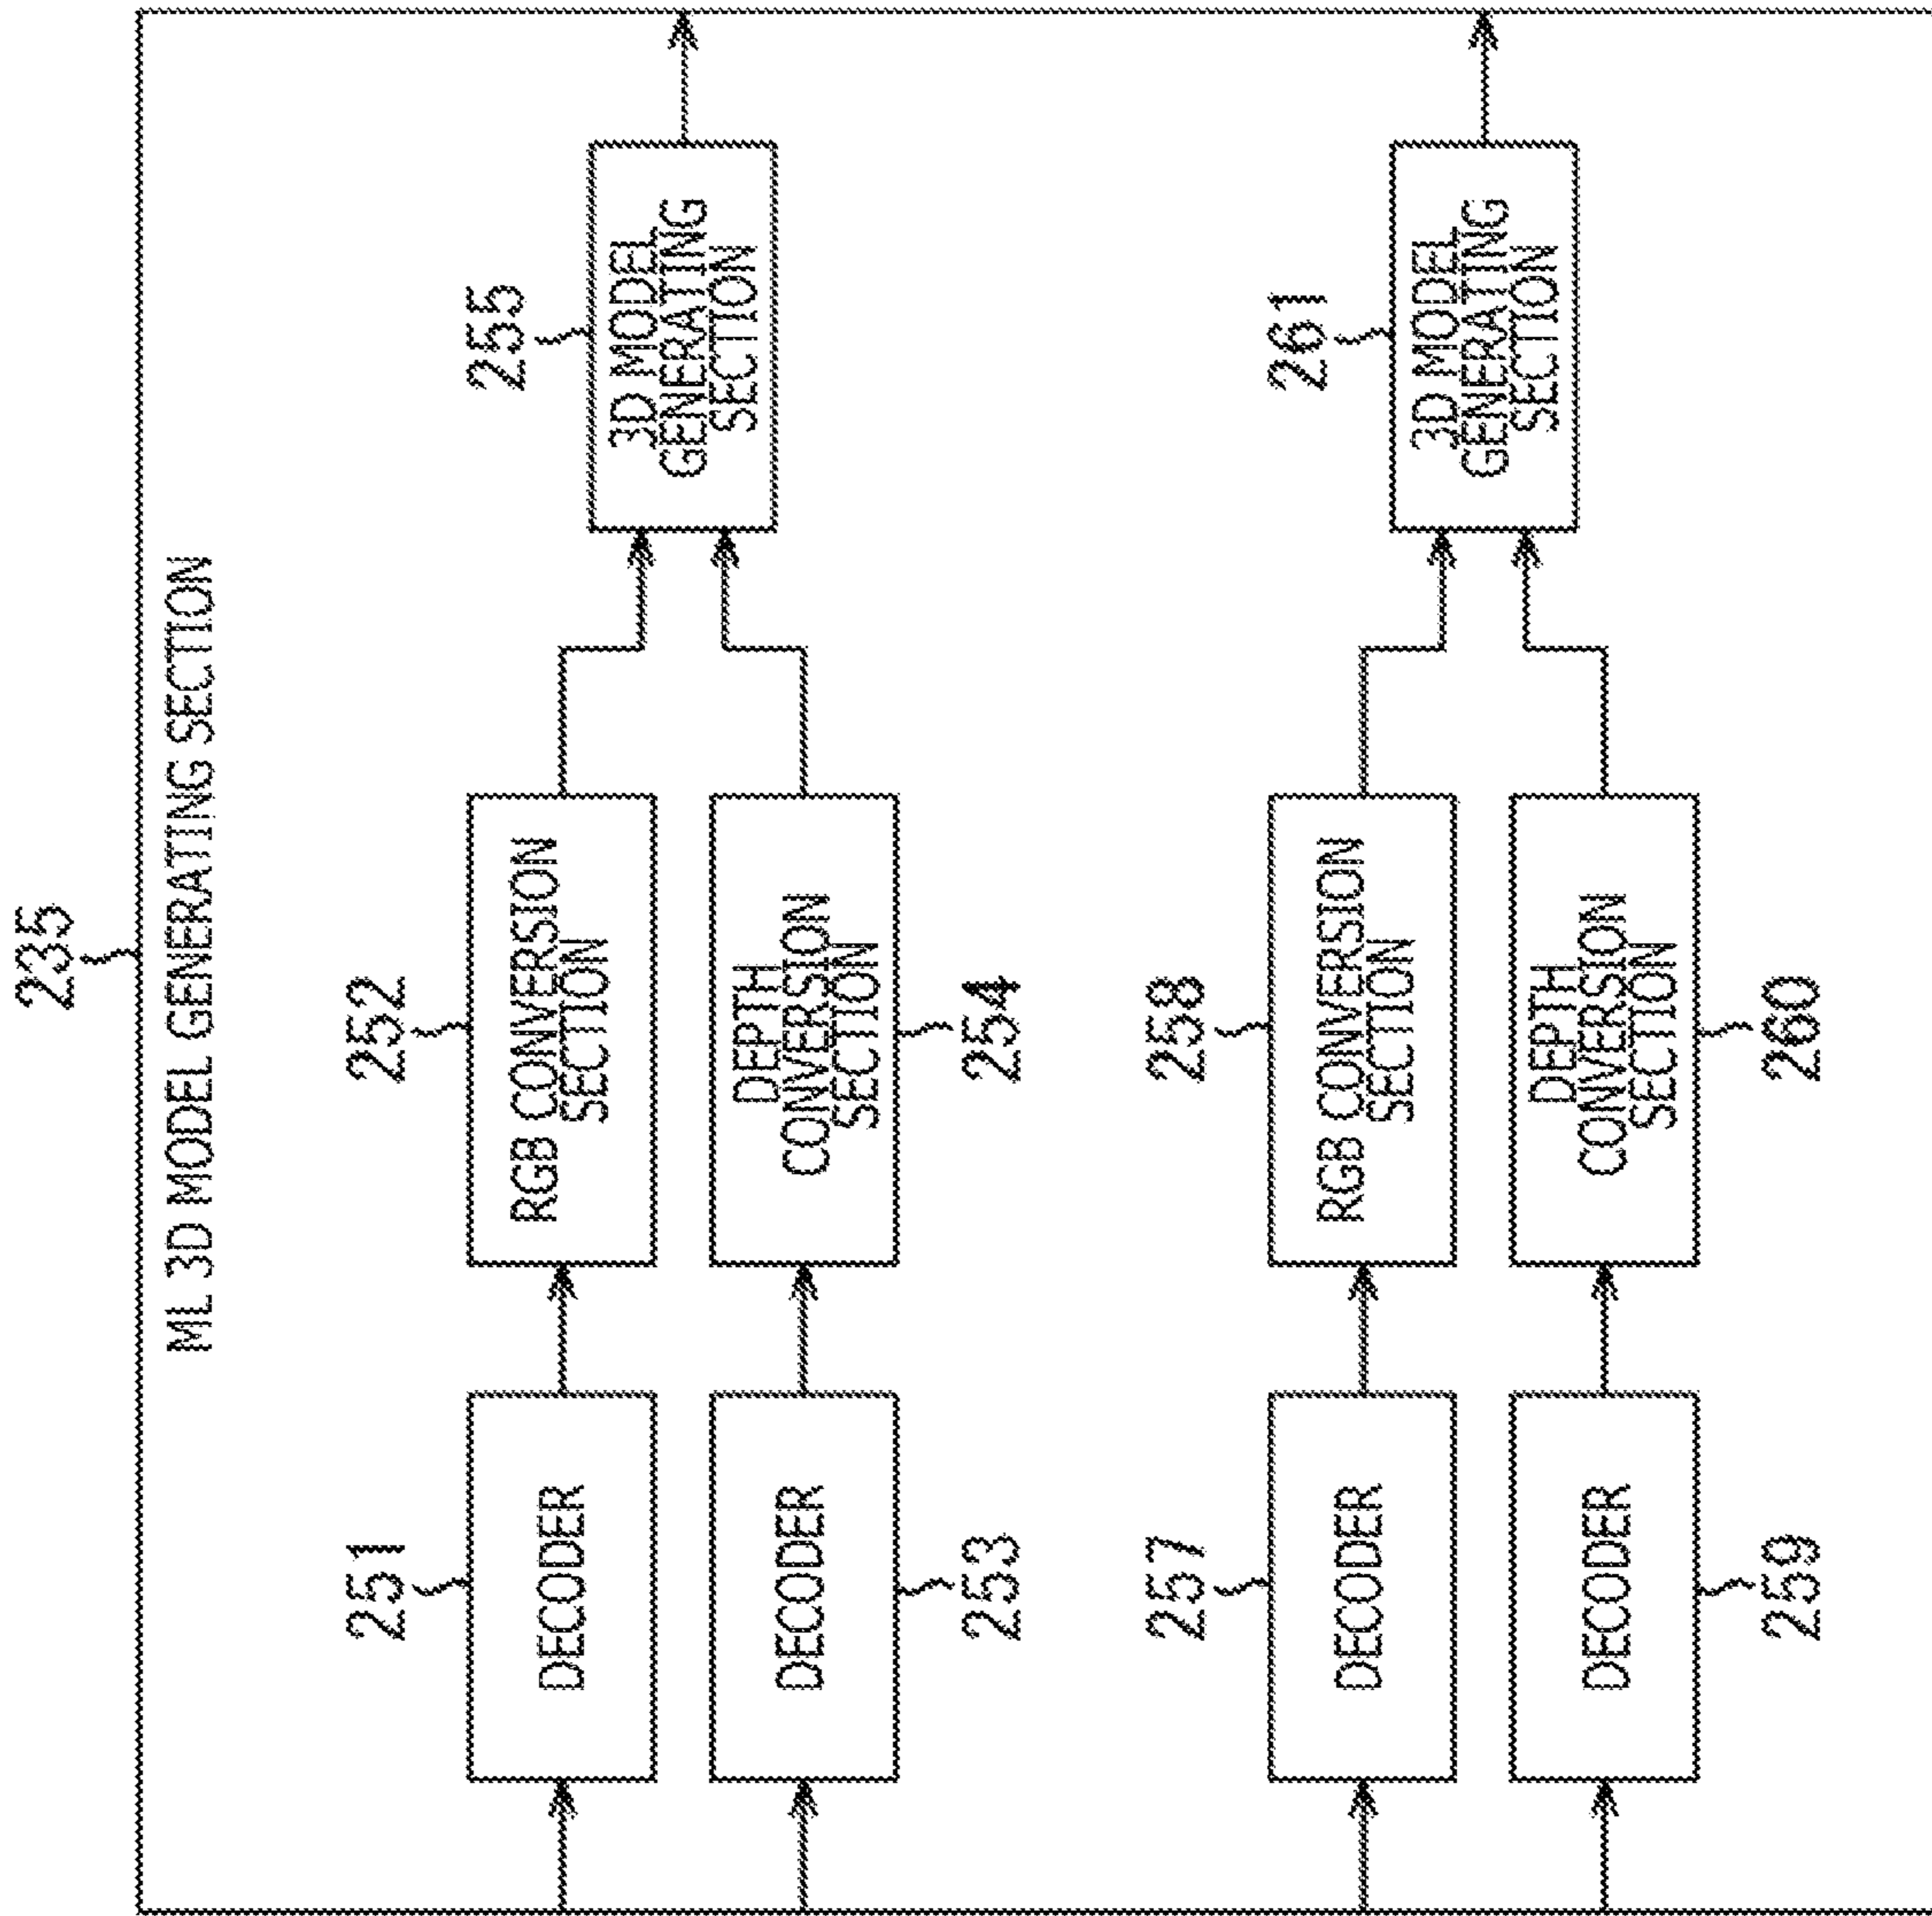 235
ML 3D MODEL GENERATING SECTION
251
DECODER
252
RGB CONVERSION
SECTION
255
3D MODEL
GENERATING
SECTION
DECODER
253
DEPTH
CONVERSION
SECTION
254
257
DECODER
258
RGB CONVERSION
SECTION
261
3D MODEL
GENERATING
SECTION
DECODER
259
DEPTH
CONVERSION
SECTION
260